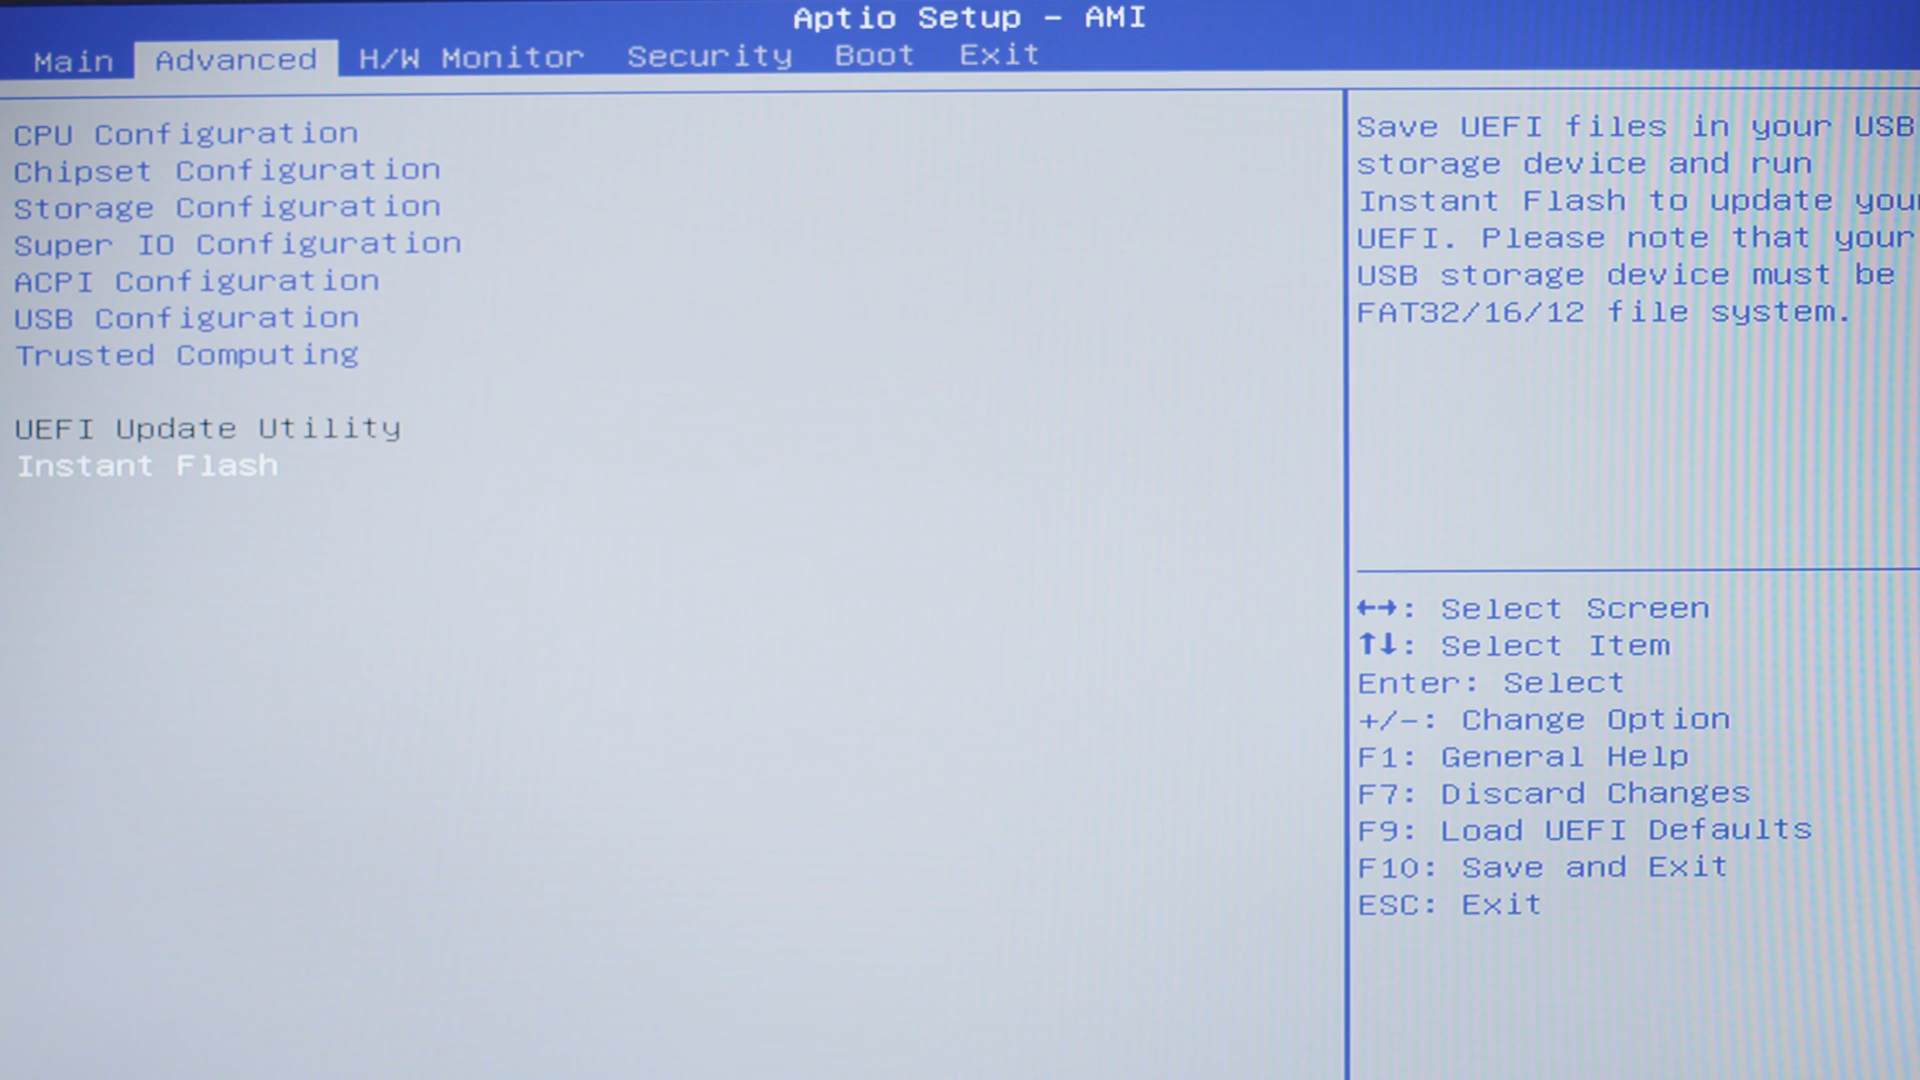 Aptio Setup – AMI
Main Advanced H/W Monitor Security Boot Exit
CPU Configuration
Chipset Configuration
Storage Configuration
Super IO Configuration
ACPI Configuration
USB Configuration
Trusted Computing
UEFI Update Utility
Instant Flash
Save UEFI files in your USB
storage device and run
Instant Flash to update your
UEFI. Please note that your
USB storage device must be
FAT32/16/12 file system.
←→: Select Screen
↑↓: Select Item
Enter: Select
+/-: Change Option
F1: General Help
F7: Discard Changes
F9: Load UEFI Defaults
F10: Save and Exit
ESC: Exit